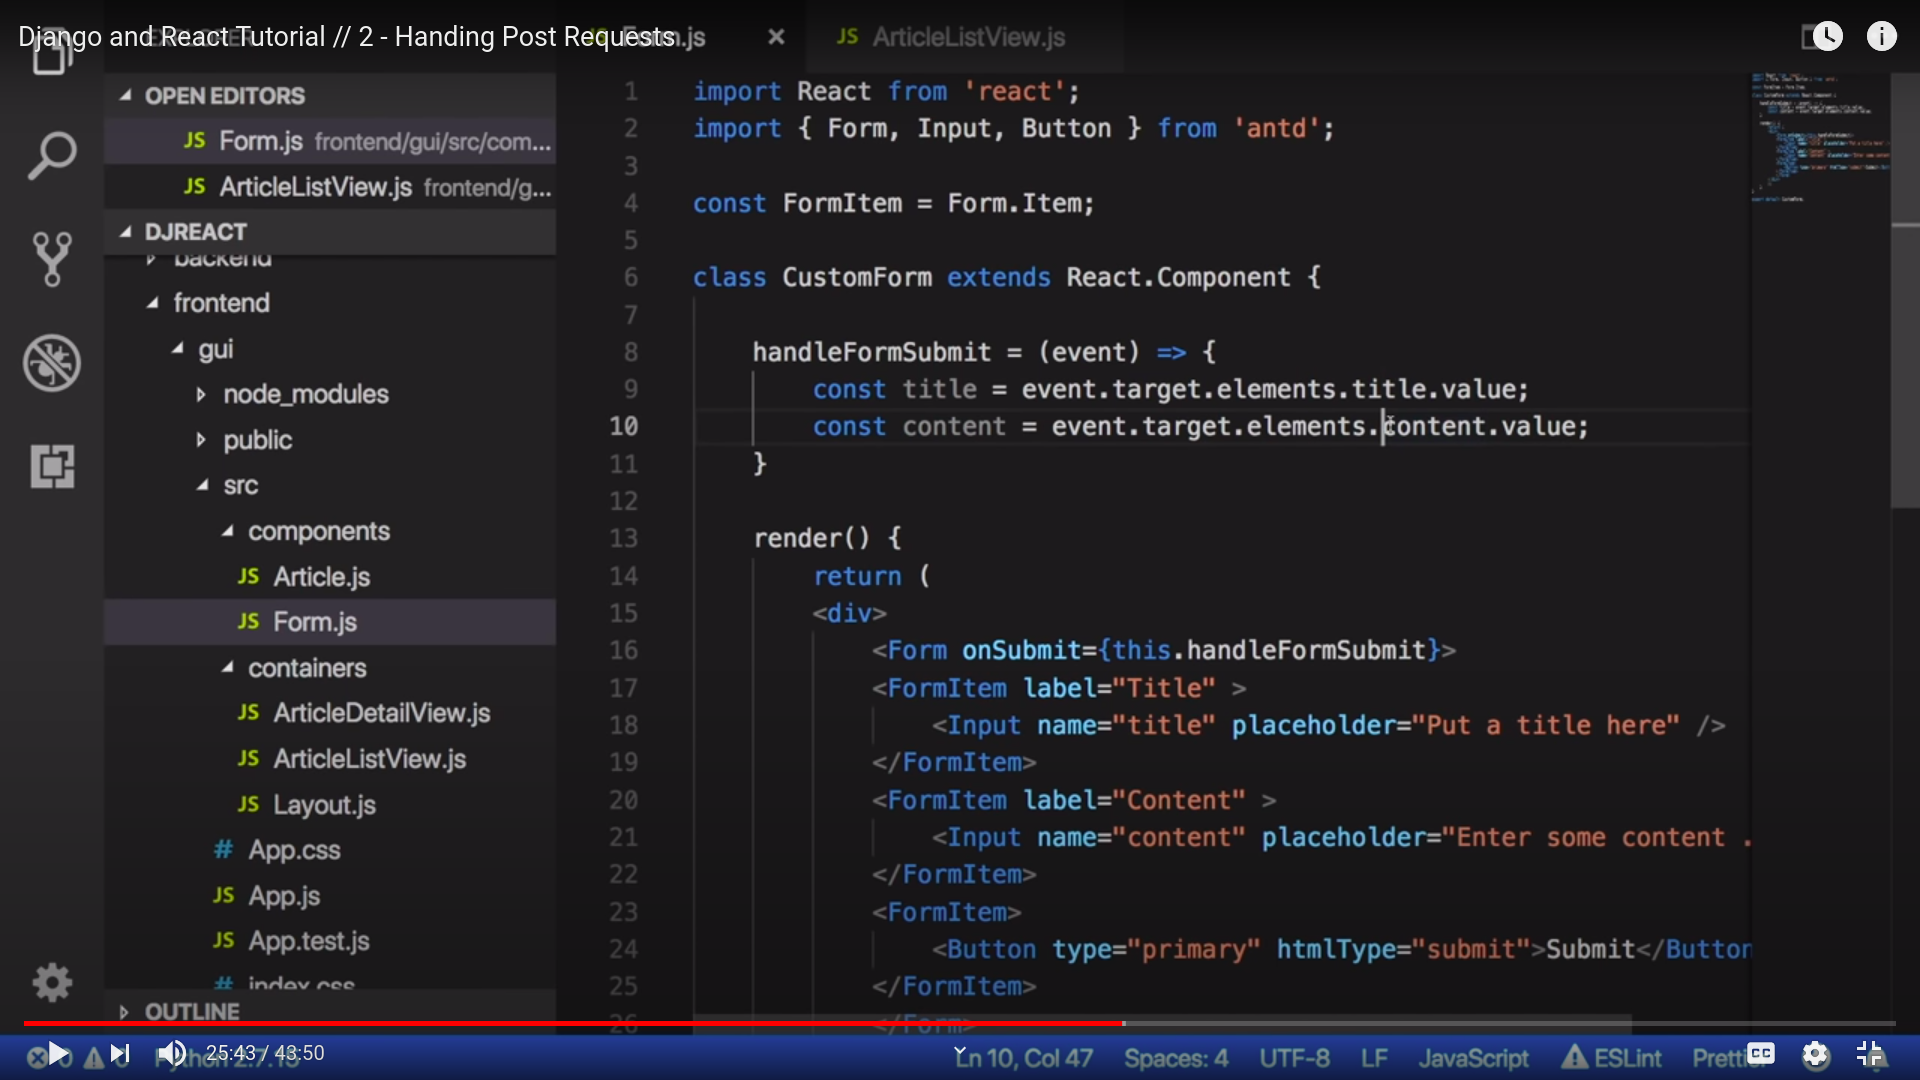 Django and React Tutorial // 2 - Handing Post Requests
Form.js
JS ArticleListView.js
OPEN EDITORS
JS Form.js frontend/gui/src/com...
JS ArticleListView.js frontend/g...
DJREACT
backend
frontend
gui
node_modules
public
src
components
JS Article.js
JS Form.js
containers
JS ArticleDetailView.js
JS ArticleListView.js
JS Layout.js
# App.css
JS App.js
JS App.test.js
# index.css
OUTLINE
1 import React from 'react';
2 import { Form, Input, Button } from 'antd';
3
4 const FormItem = Form.Item;
5
6 class CustomForm extends React.Component {
7
8 handleFormSubmit = (event) => {
9 const title = event.target.elements.title.value;
10 const content = event.target.elements.content.value;
11 }
12
13 render() {
14 return (
15 <div>
16 <Form onSubmit={this.handleFormSubmit}>
17 <FormItem label="Title" >
18 <Input name="title" placeholder="Put a title here" />
19 </FormItem>
20 <FormItem label="Content" >
21 <Input name="content" placeholder="Enter some content .
22 </FormItem>
23 <FormItem>
24 <Button type="primary" htmlType="submit">Submit</Button
25 </FormItem>
26 </Form>
25:43 / 43:50
Ln 10, Col 47 Spaces: 4 UTF-8 LF JavaScript ESLint
CC